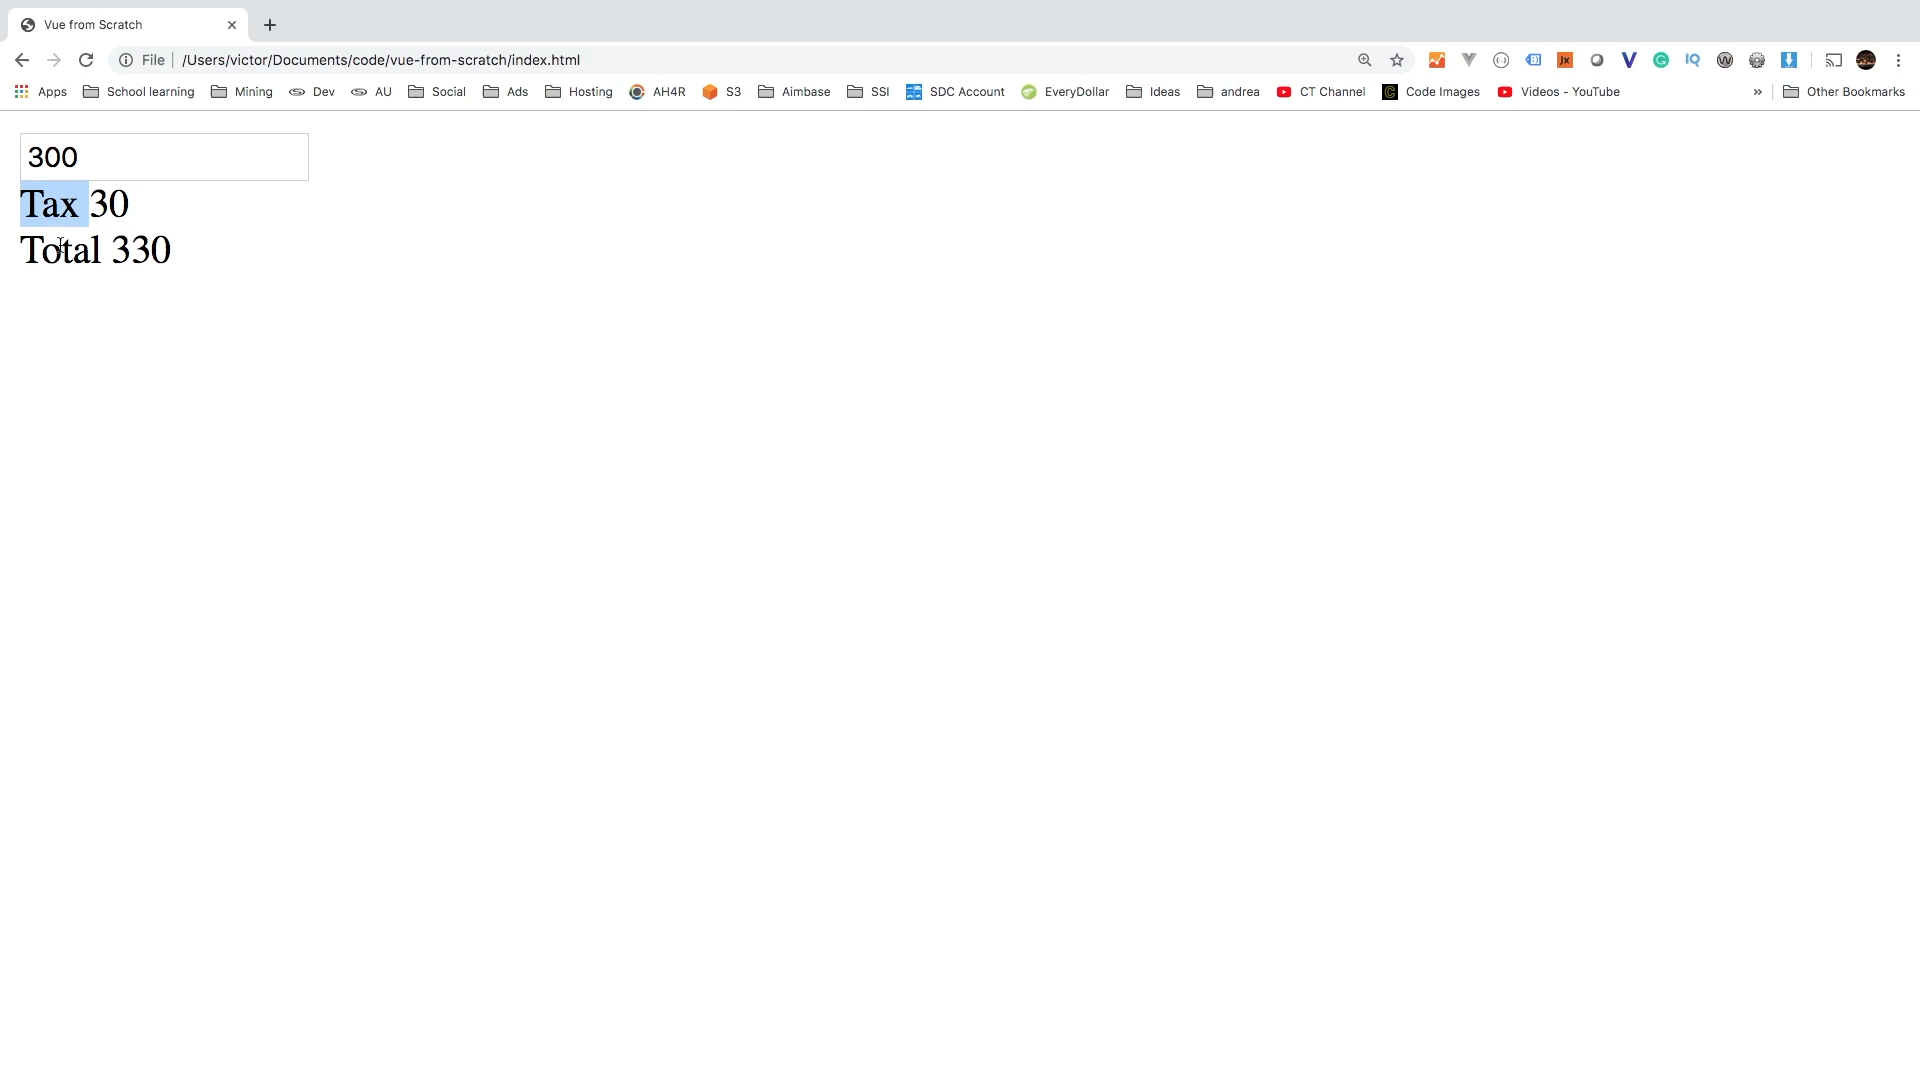 Vue from Scratch
File /Users/victor/Documents/code/vue-from-scratch/index.html
Apps School learning Mining Dev AU Social Ads Hosting AH4R S3 Aimbase SSI SDC Account EveryDollar Ideas andrea CT Channel Code Images Videos - YouTube » Other Bookmarks
300
Tax 30
Total 330